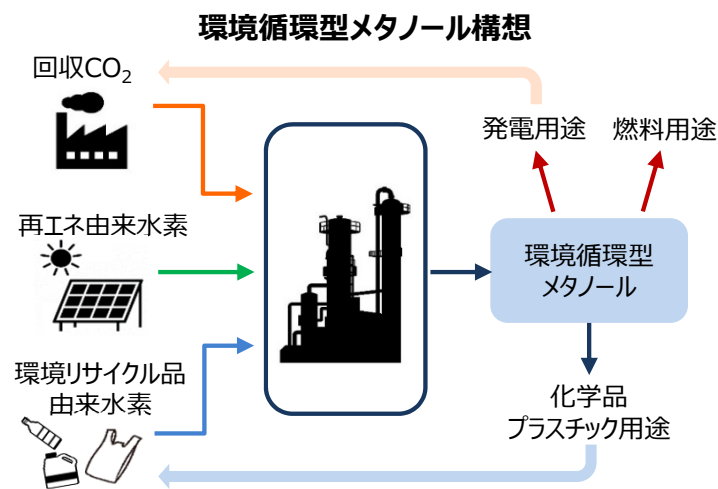 環境循環型メタノール構想
回収CO₂
発電用途
燃料用途
再エネ由来水素
環境循環型
メタノール
環境リサイクル品
由来水素
化学品
プラスチック用途